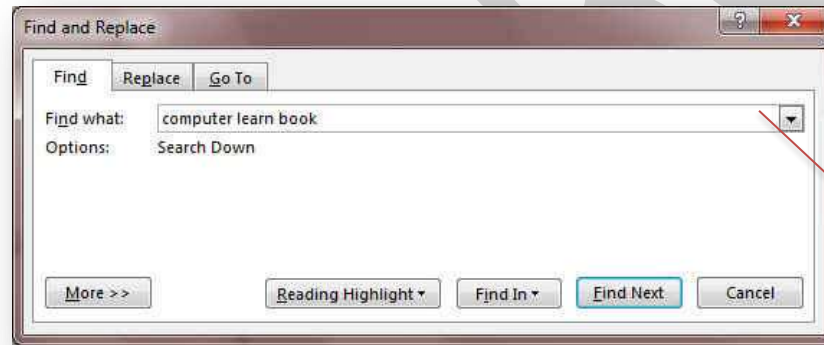 Find and Replace
Find Replace Go To
Find what: computer learn book
Options: Search Down
More >> Reading Highlight Find In Find Next Cancel